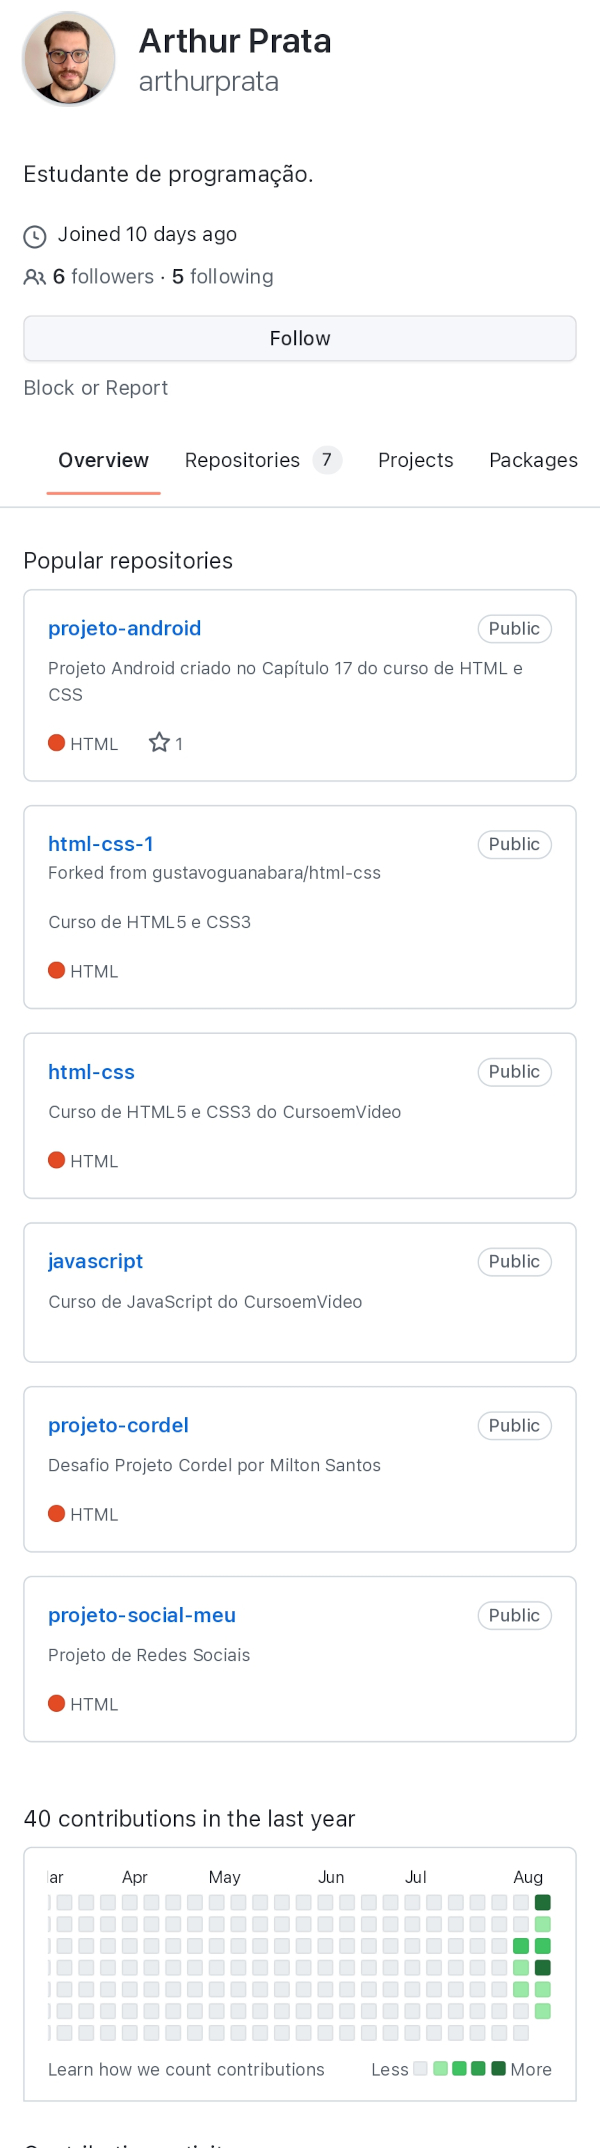 Arthur Prata
arthurprata
Estudante de programação.
Joined 10 days ago
6 followers · 5 following
Follow
Block or Report
Overview Repositories 7 Projects Packages
Popular repositories
projeto-android Public
Projeto Android criado no Capítulo 17 do curso de HTML e
CSS
HTML 1
html-css-1 Public
Forked from gustavoguanabara/html-css
Curso de HTML5 e CSS3
HTML
html-css Public
Curso de HTML5 e CSS3 do CursoemVideo
HTML
javascript Public
Curso de JavaScript do CursoemVideo
projeto-cordel Public
Desafio Projeto Cordel por Milton Santos
HTML
projeto-social-meu Public
Projeto de Redes Sociais
HTML
40 contributions in the last year
ar Apr May Jun Jul Aug
Learn how we count contributions Less More